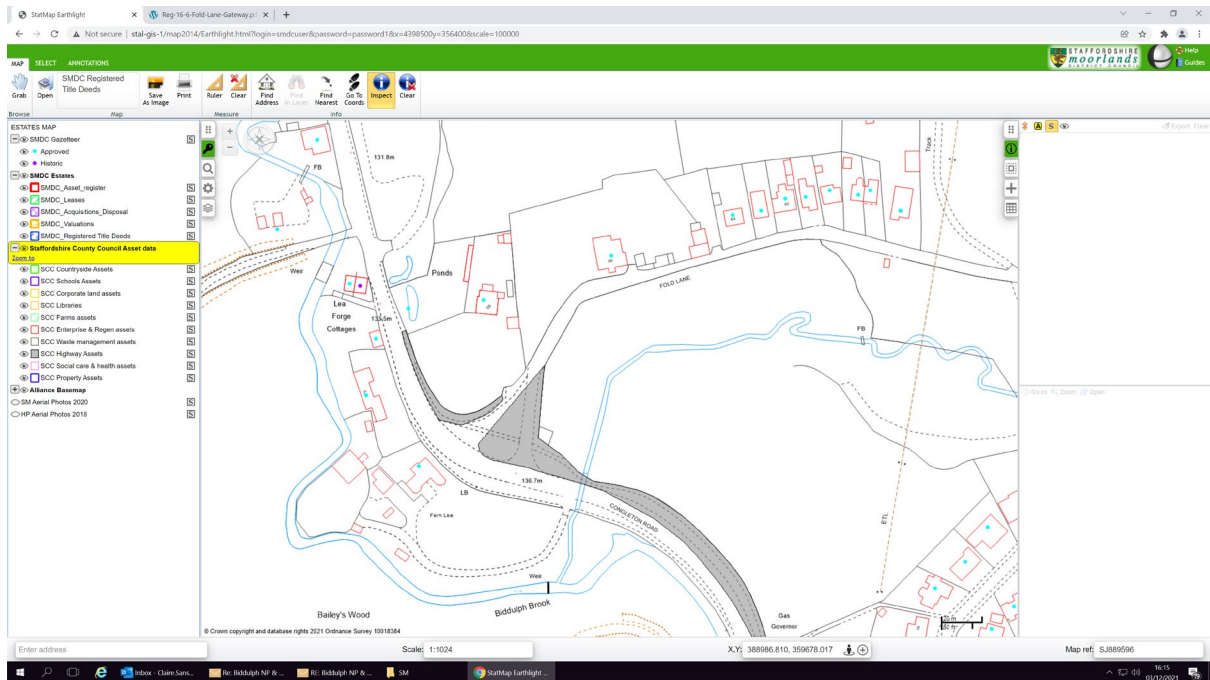 StatMap Earthlight
Reg-16-6-Fold-Lane-Gateway.pd
Not secure | stal-gis-1/map2014/Earthlight.html?login=smdcuser&password=password1&x=4398500y=356400&scale=100000
MAP SELECT ANNOTATIONS
STAFFORDSHIRE
moorlands
DISTRICT COUNCIL
Help
Guides
Grab
Open
SMDC Registered
Title Deeds
Save
As Image
Print
Ruler
Clear
Find
Address
Find
In Layer
Find
Nearest
Go To
Coords
Inspect
Clear
Browse Map Measure Info
ESTATES MAP
SMDC Gazetteer S
Approved
Historic
SMDC Estates
SMDC_Asset_register S
SMDC_Leases S
SMDC_Acquisitions_Disposal S
SMDC_Valuations S
SMDC_Registered Title Deeds S
Staffordshire County Council Asset data
Zoom to
SCC Countryside Assets S
SCC Schools Assets S
SCC Corporate land assets S
SCC Libraries S
SCC Farms assets S
SCC Enterprise & Regen assets S
SCC Waste management assets S
SCC Highway Assets S
SCC Social care & health assets S
SCC Property Assets S
Alliance Basemap
SM Aerial Photos 2020 S
HP Aerial Photos 2018 S
FB
131.8m
Track
Weir
Ponds
FOLD LANE
Lea
Forge
Cottages
FB
136.7m
LB
CONGLETON ROAD
ETL
Fern Lea
Weir
Bailey's Wood
Biddulph Brook
Gas
Governor
© Crown copyright and database rights 2021 Ordnance Survey 10018384
A S
Export Clear
Go to Zoom Open
Enter address
Scale: 1:1024
X,Y: 388986.810, 359678.017
Map ref: SJ889596
Inbox - Claire.Sans...
Re: Biddulph NP & ...
RE: Biddulph NP & ...
SM
StatMap Earthlight ...
16:15
03/12/2021